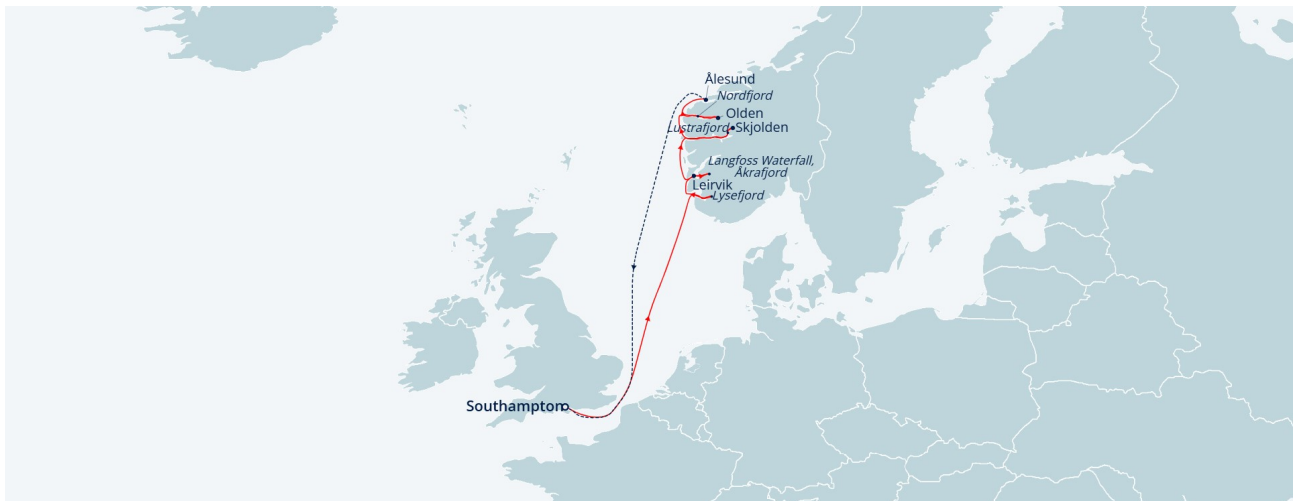 Ålesund
Nordfjord
Olden
Lustrafjord
Skjolden
Langfoss Waterfall,
Åkrafjord
Leirvik
Lysefjord
Southampton